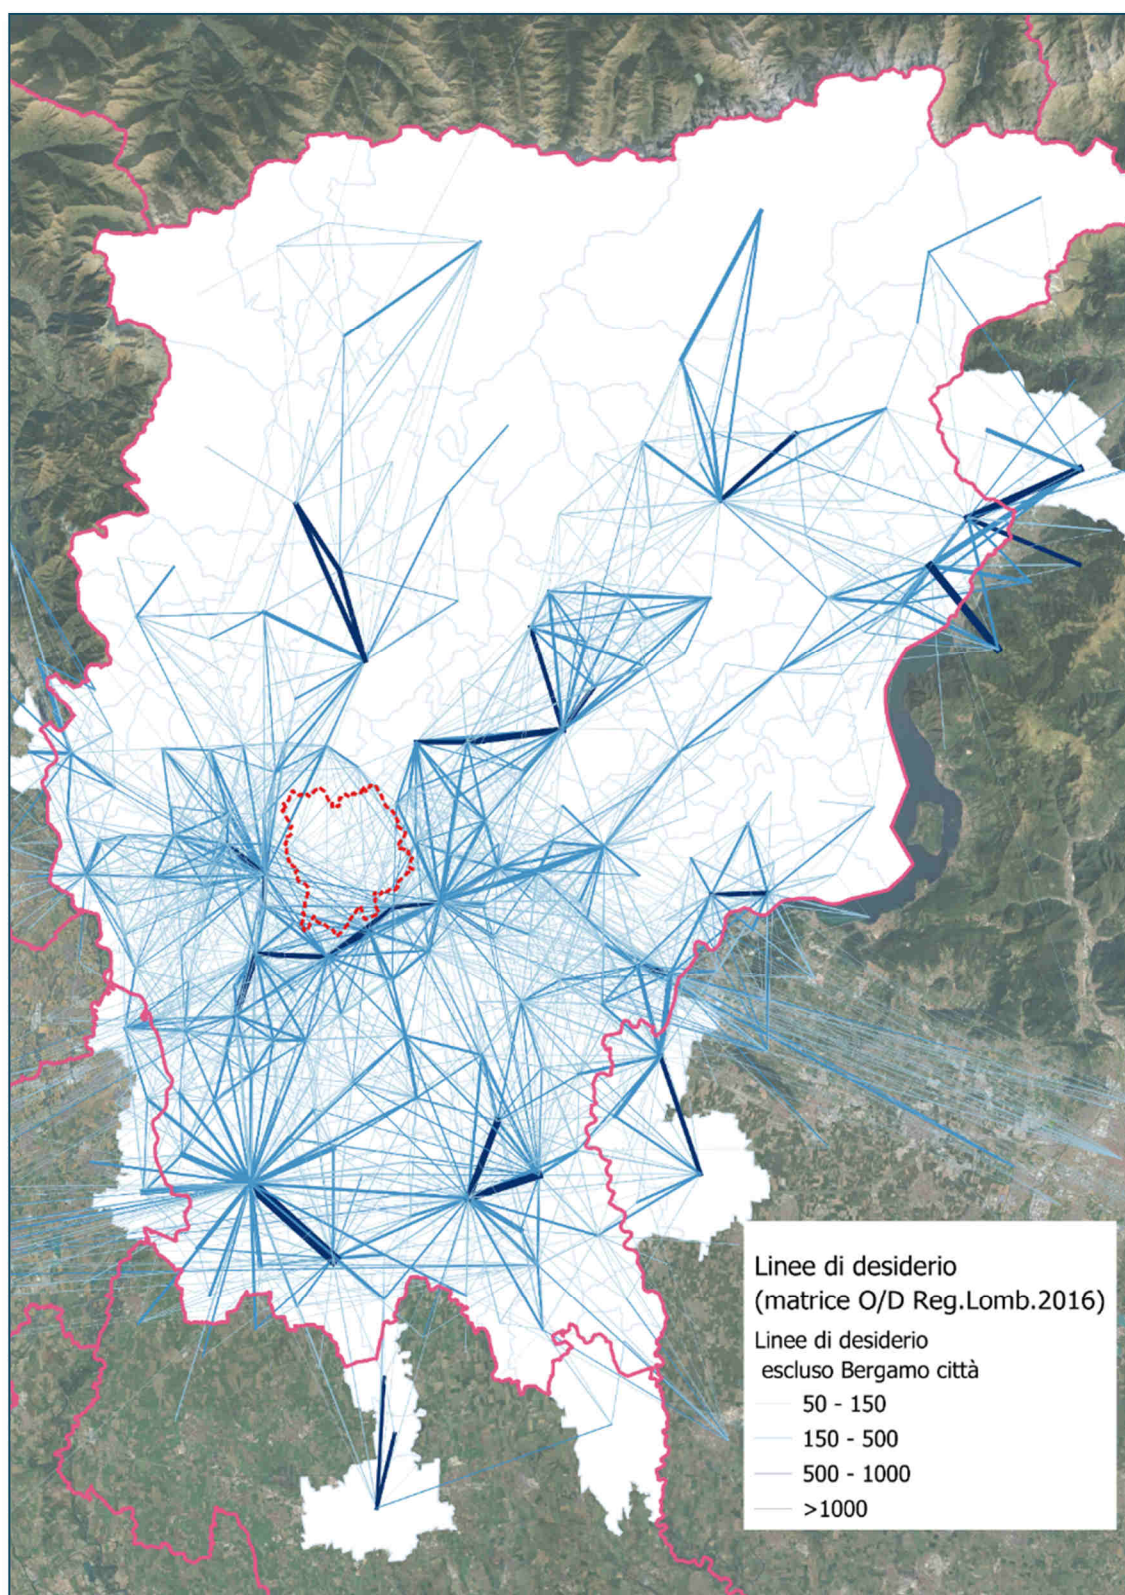 Linee di desiderio
(matrice O/D Reg.Lomb.2016)
Linee di desiderio
escluso Bergamo città
50 - 150
150 - 500
500 - 1000
>1000